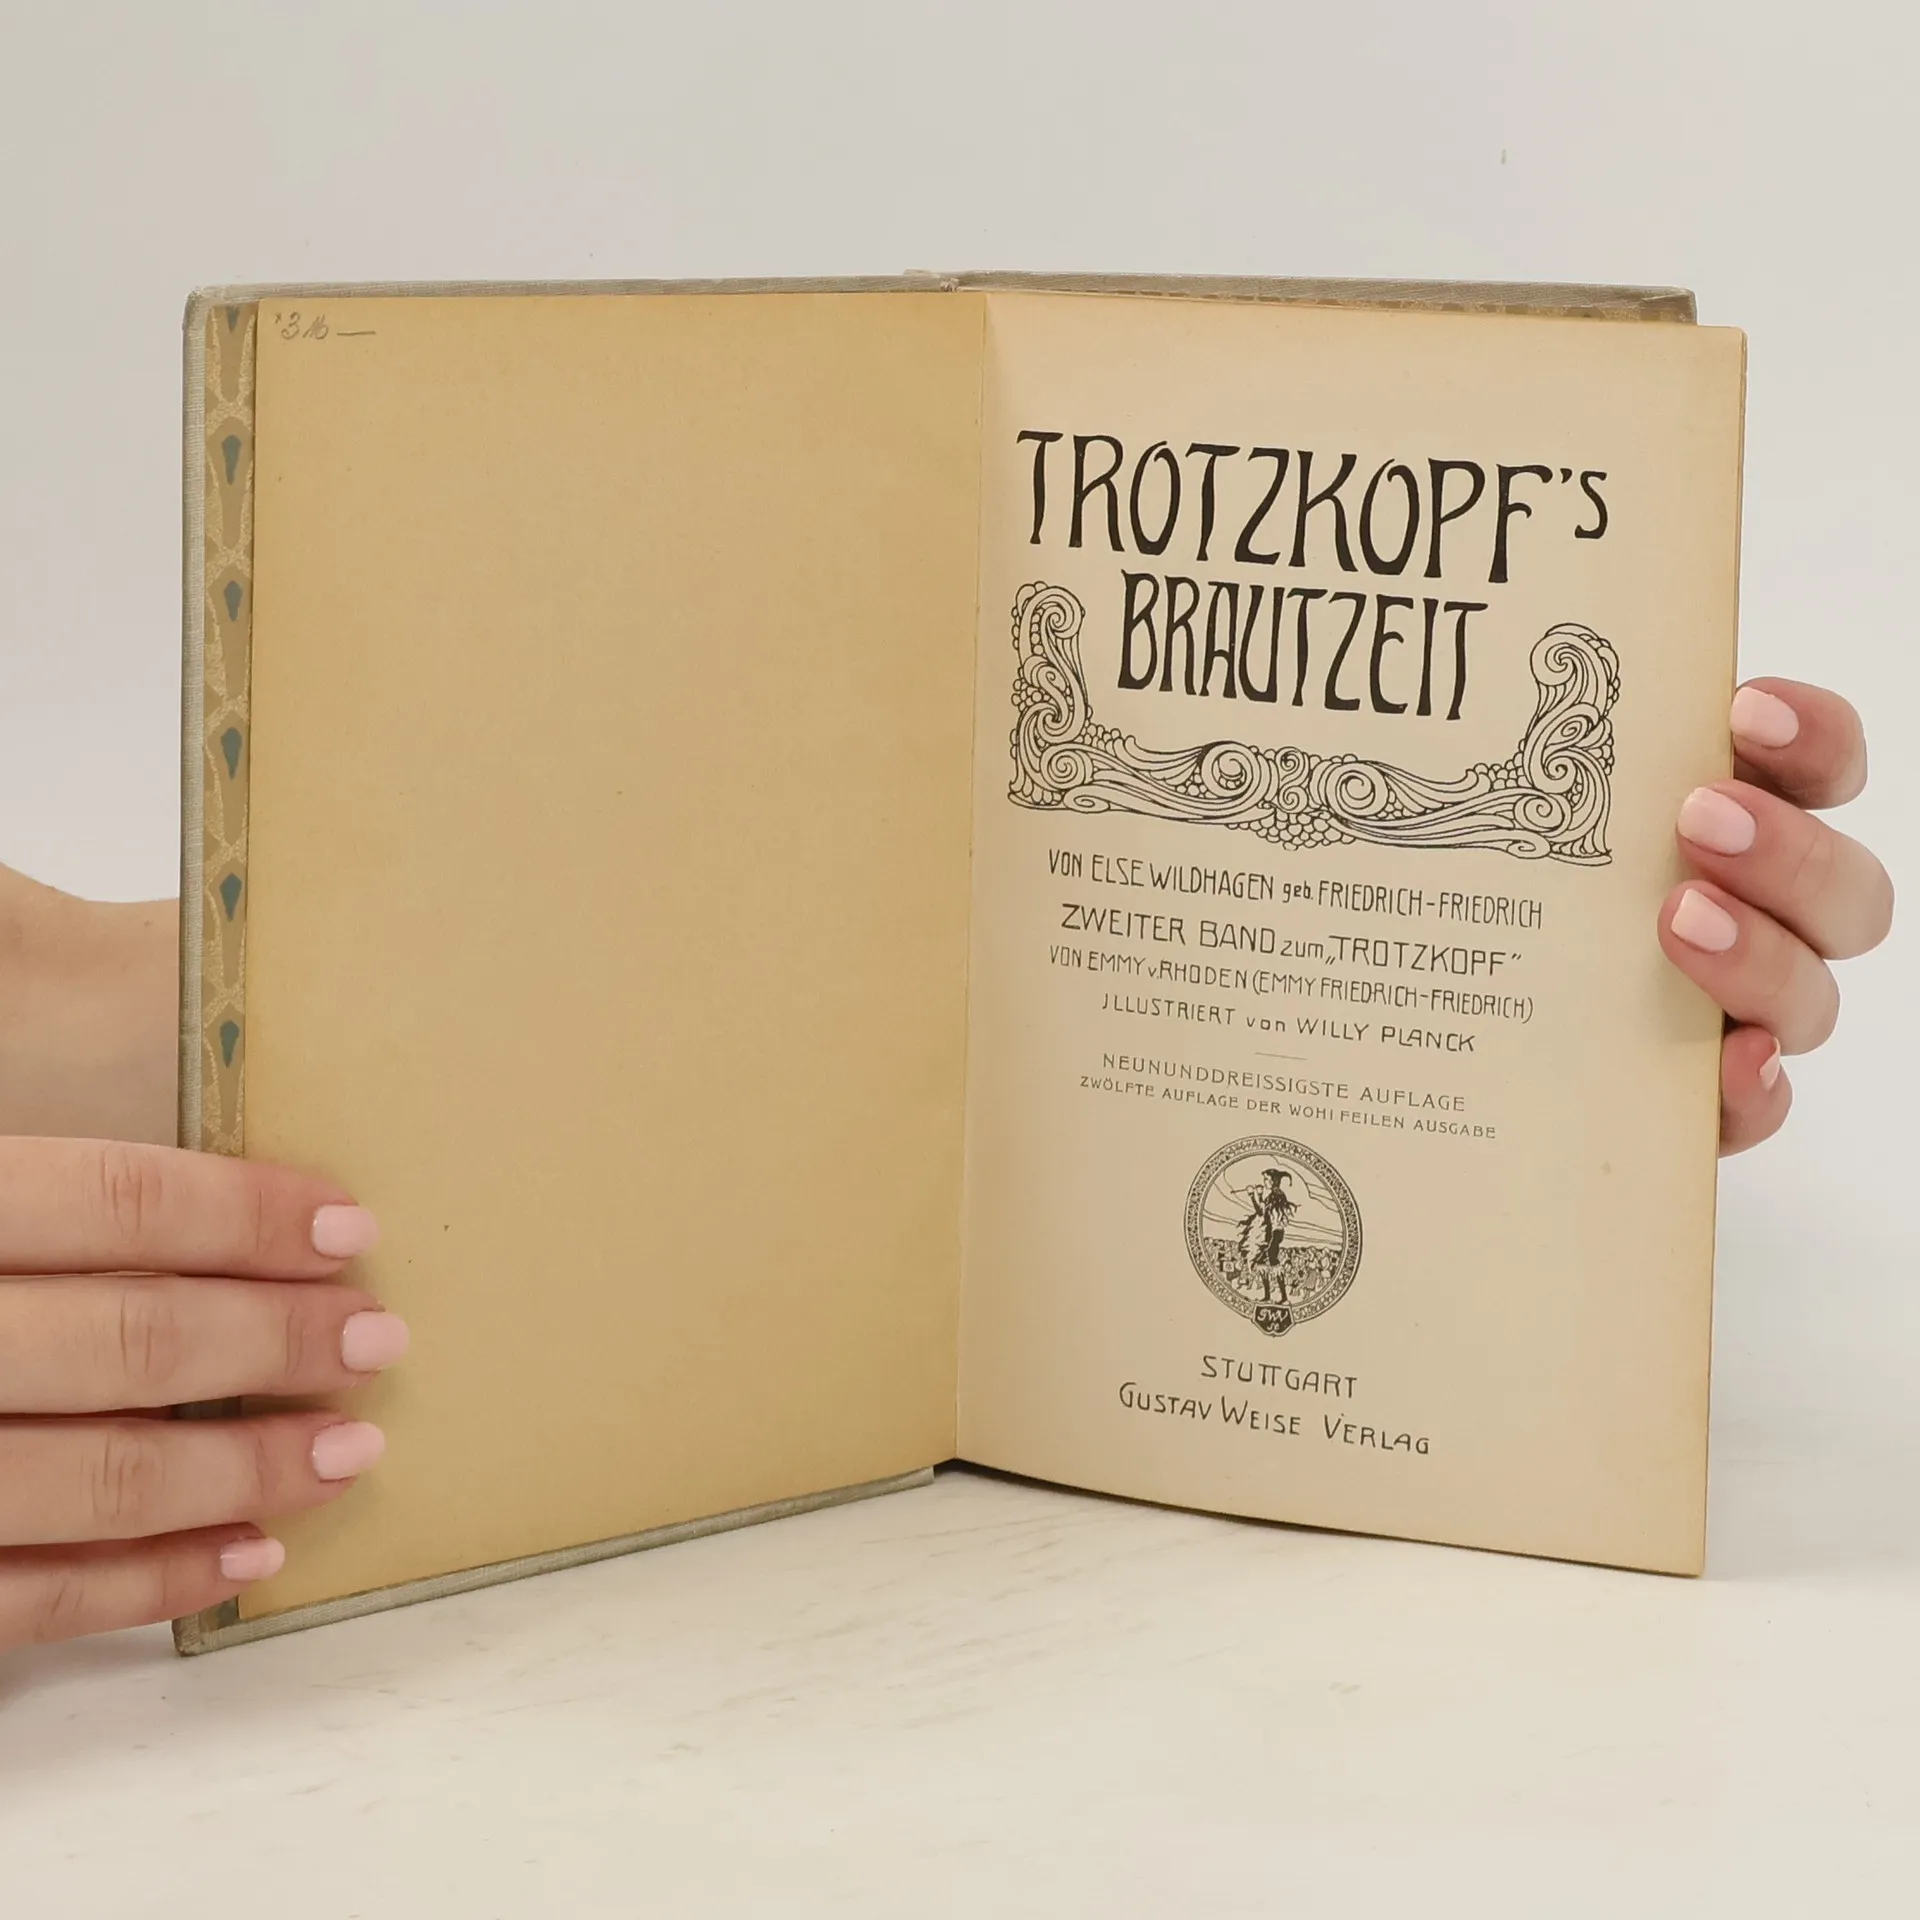 TROTZKOPF'S
BRAUTZEIT
VON ELSE WILDHAGEN geb. FRIEDRICH-FRIEDRICH
ZWEITER BAND zum „TROTZKOPF"
VON EMMY v. RHODEN (EMMY FRIEDRICH-FRIEDRICH)
JLLUSTRIERT von WILLY PLANCK
NEUNUNDDREISSIGSTE AUFLAGE
ZWÖLFTE AUFLAGE DER WOHLFEILEN AUSGABE
GWV
STUTTGART
GUSTAV WEISE VERLAG